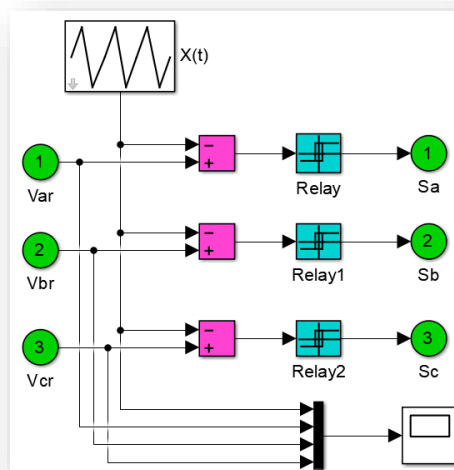 X(t)
1
Var
− +
Relay
1
Sa
2
Vbr
− +
Relay1
2
Sb
3
Vcr
− +
Relay2
3
Sc